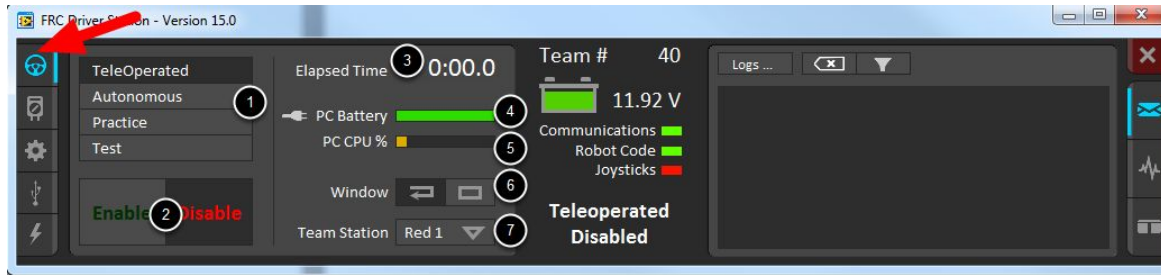 FRC Driver Station - Version 15.0
TeleOperated
Autonomous
Practice
Test
1
Enable 2 Disable
Elapsed Time 3 0:00.0
PC Battery 4
PC CPU % 5
Window 6
Team Station Red 1 7
Team # 40
11.92 V
Communications
Robot Code
Joysticks
Teleoperated
Disabled
Logs ...